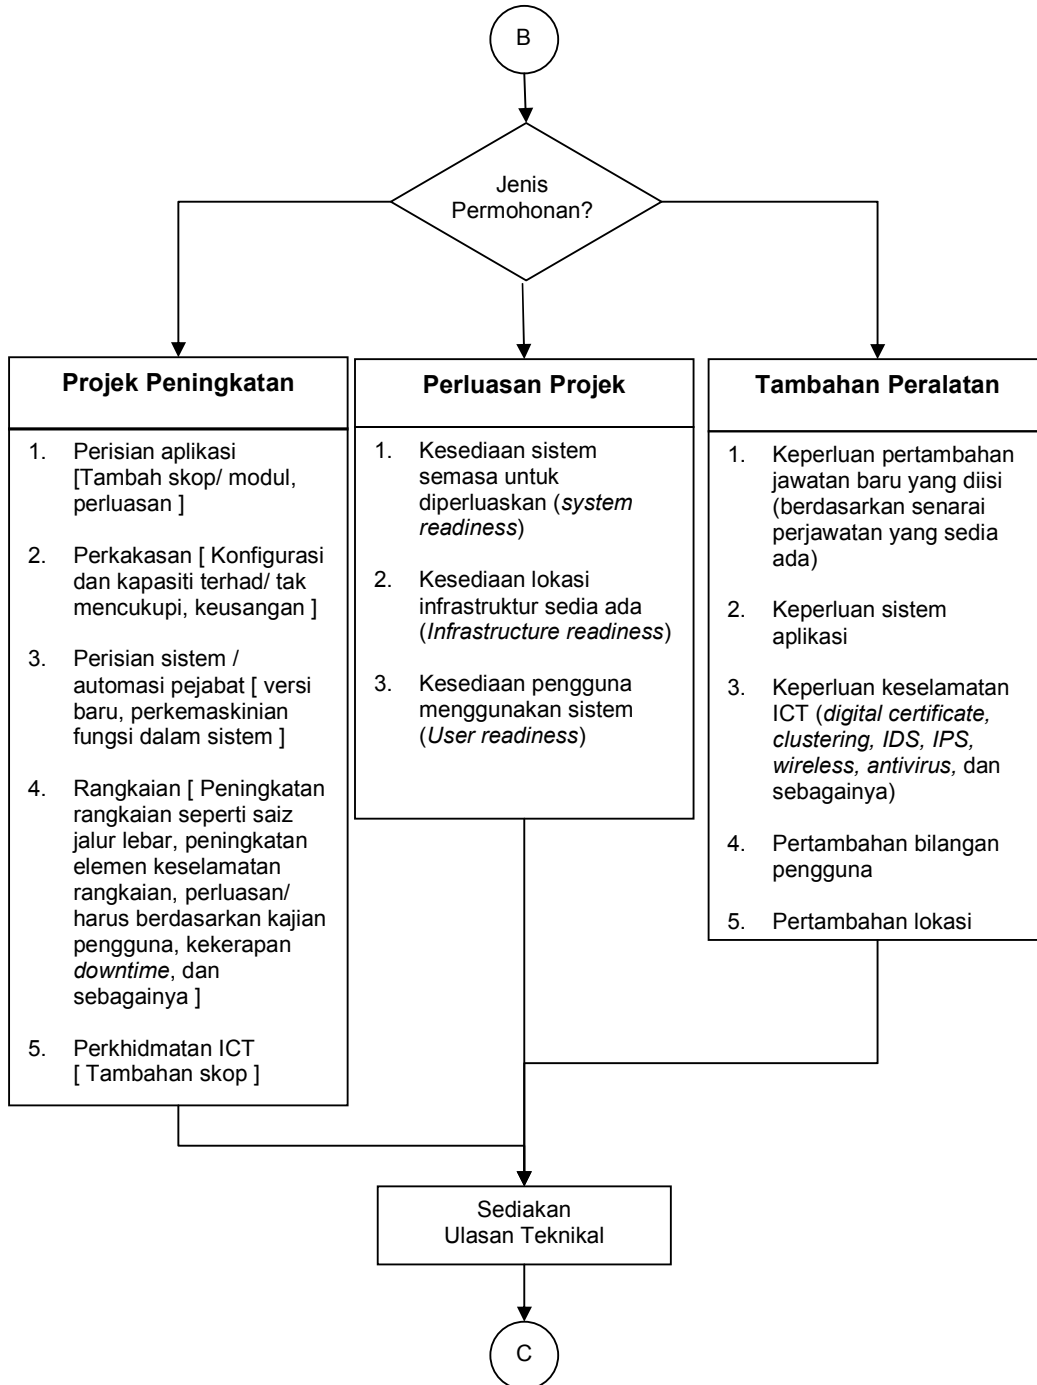 B
Jenis
Permohonan?
Projek Peningkatan
1. Perisian aplikasi
[Tambah skop/ modul,
perluasan ]
2. Perkakasan [ Konfigurasi
dan kapasiti terhad/ tak
mencukupi, keusangan ]
3. Perisian sistem /
automasi pejabat [ versi
baru, perkemaskinian
fungsi dalam sistem ]
4. Rangkaian [ Peningkatan
rangkaian seperti saiz
jalur lebar, peningkatan
elemen keselamatan
rangkaian, perluasan/
harus berdasarkan kajian
pengguna, kekerapan
downtime, dan
sebagainya ]
5. Perkhidmatan ICT
[ Tambahan skop ]
Perluasan Projek
1. Kesediaan sistem
semasa untuk
diperluaskan (system
readiness)
2. Kesediaan lokasi
infrastruktur sedia ada
(Infrastructure readiness)
3. Kesediaan pengguna
menggunakan sistem
(User readiness)
Tambahan Peralatan
1. Keperluan pertambahan
jawatan baru yang diisi
(berdasarkan senarai
perjawatan yang sedia
ada)
2. Keperluan sistem
aplikasi
3. Keperluan keselamatan
ICT (digital certificate,
clustering, IDS, IPS,
wireless, antivirus, dan
sebagainya)
4. Pertambahan bilangan
pengguna
5. Pertambahan lokasi
Sediakan
Ulasan Teknikal
C